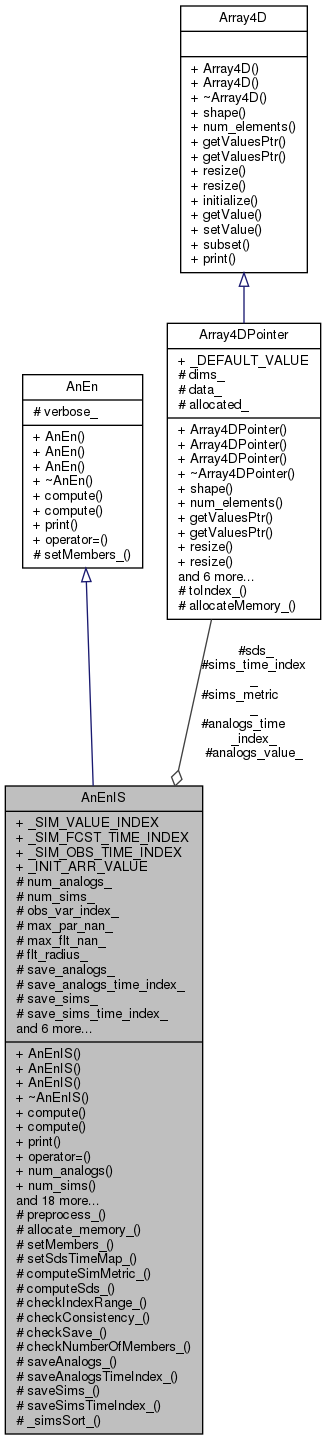 Array4D
+ Array4D()
+ Array4D()
+ ~Array4D()
+ shape()
+ num_elements()
+ getValuesPtr()
+ getValuesPtr()
+ resize()
+ resize()
+ initialize()
+ getValue()
+ setValue()
+ subset()
+ print()
Array4DPointer
+ _DEFAULT_VALUE
# dims_
# data_
# allocated_
+ Array4DPointer()
+ Array4DPointer()
+ Array4DPointer()
+ ~Array4DPointer()
+ shape()
+ num_elements()
+ getValuesPtr()
+ getValuesPtr()
+ resize()
+ resize()
and 6 more...
# toIndex_()
# allocateMemory_()
AnEn
# verbose_
+ AnEn()
+ AnEn()
+ AnEn()
+ ~AnEn()
+ compute()
+ compute()
+ print()
+ operator=()
# setMembers_()
#sds_
#sims_time_index
_
#sims_metric
_
#analogs_time
_index_
#analogs_value_
AnEnIS
+ _SIM_VALUE_INDEX
+ _SIM_FCST_TIME_INDEX
+ _SIM_OBS_TIME_INDEX
+ _INIT_ARR_VALUE
# num_analogs_
# num_sims_
# obs_var_index_
# max_par_nan_
# max_flt_nan_
# flt_radius_
# save_analogs_
# save_analogs_time_index_
# save_sims_
# save_sims_time_index_
and 6 more...
+ AnEnIS()
+ AnEnIS()
+ AnEnIS()
+ ~AnEnIS()
+ compute()
+ compute()
+ print()
+ operator=()
+ num_analogs()
+ num_sims()
and 18 more...
# preprocess_()
# allocate_memory_()
# setMembers_()
# setSdsTimeMap_()
# computeSimMetric_()
# computeSds_()
# checkIndexRange_()
# checkConsistency_()
# checkSave_()
# checkNumberOfMembers_()
# saveAnalogs_()
# saveAnalogsTimeIndex_()
# saveSims_()
# saveSimsTimeIndex_()
# _simsSort_()